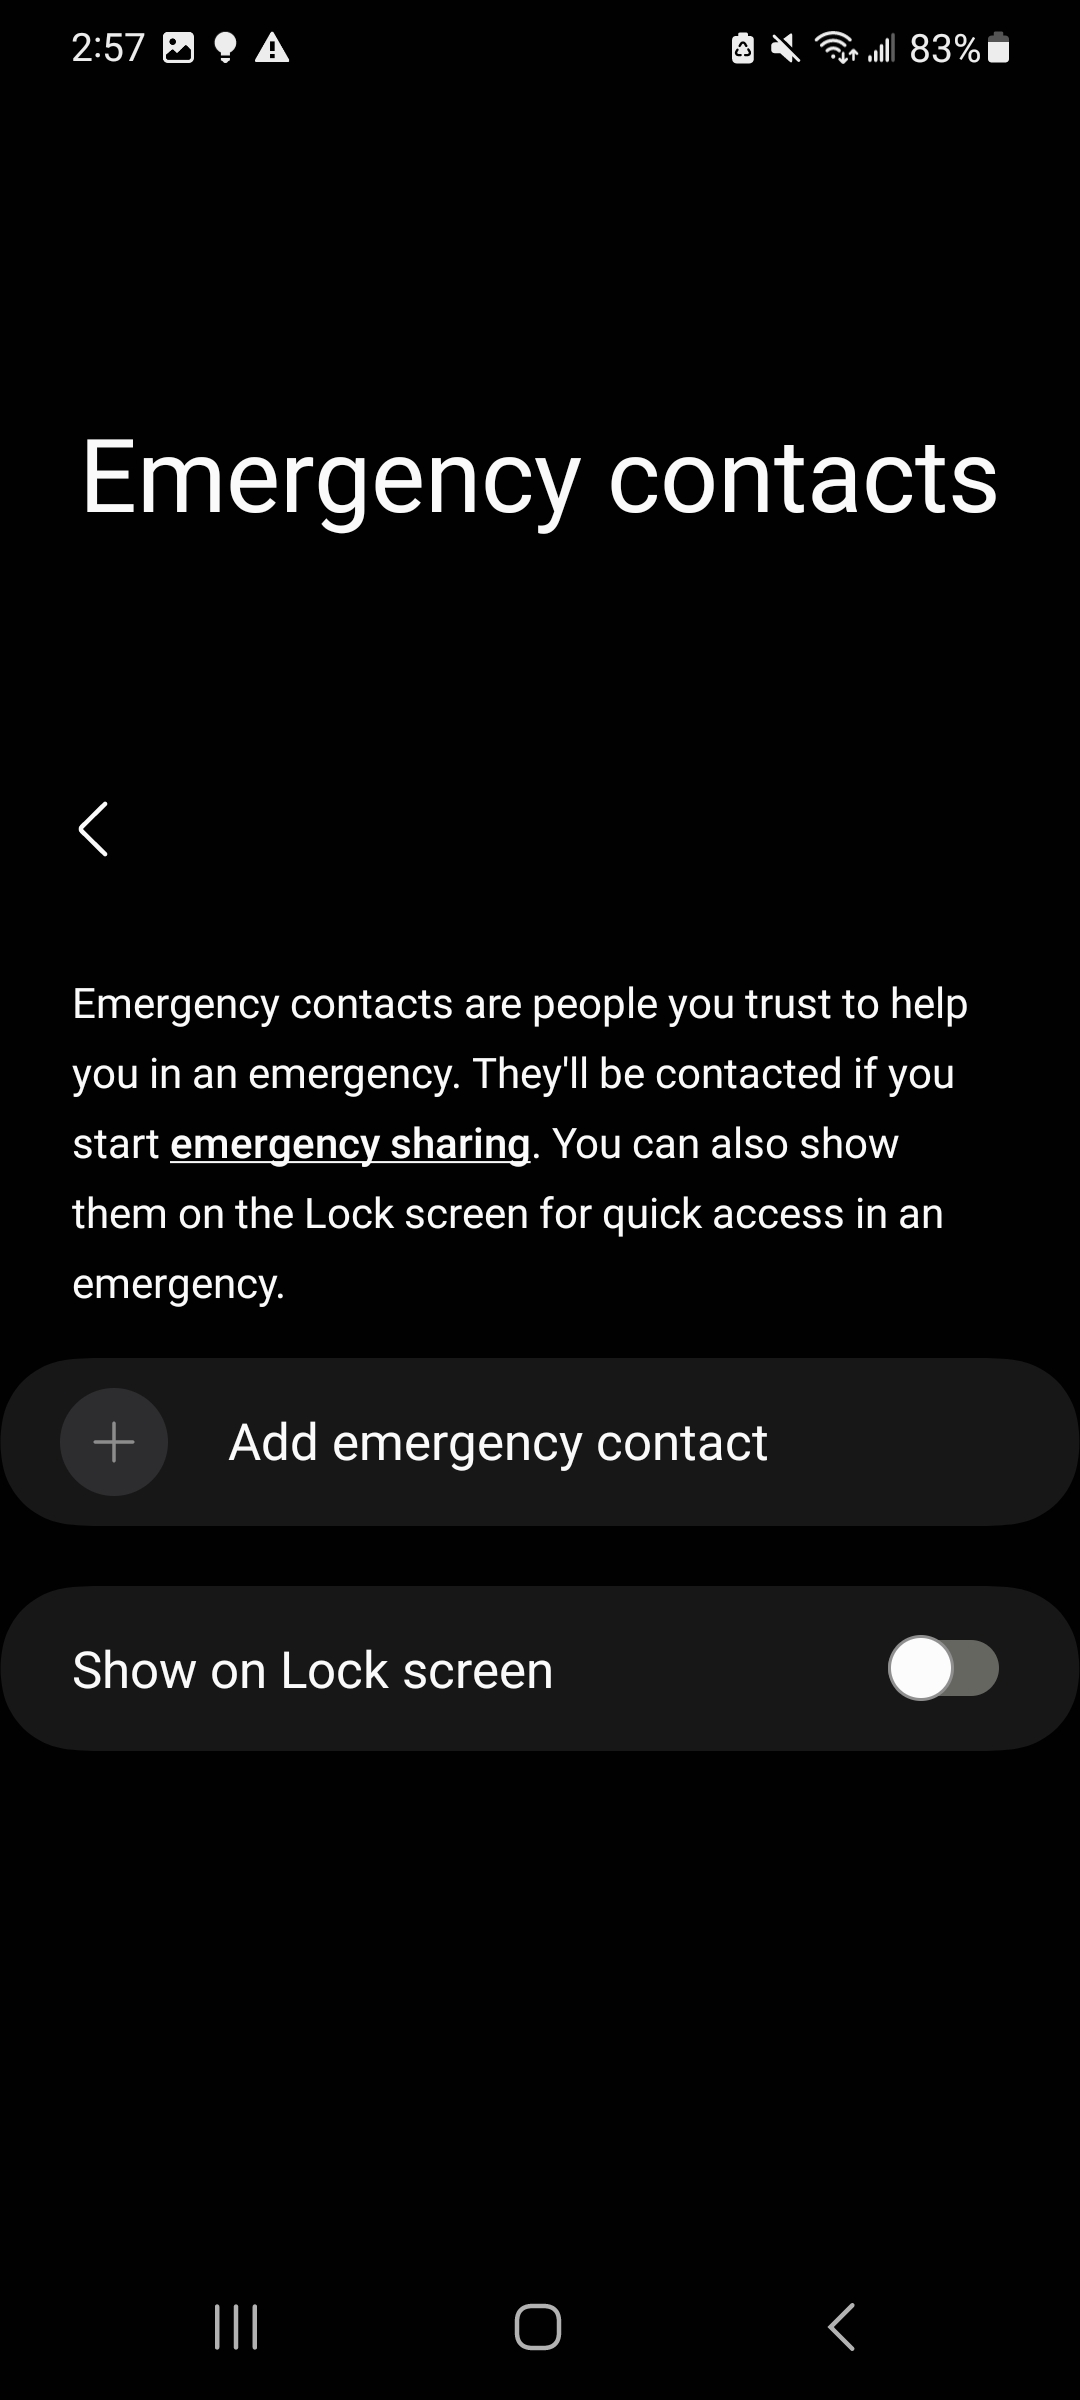 2:57 83%
Emergency contacts
Emergency contacts are people you trust to help
you in an emergency. They'll be contacted if you
start emergency sharing. You can also show
them on the Lock screen for quick access in an
emergency.
Add emergency contact
Show on Lock screen